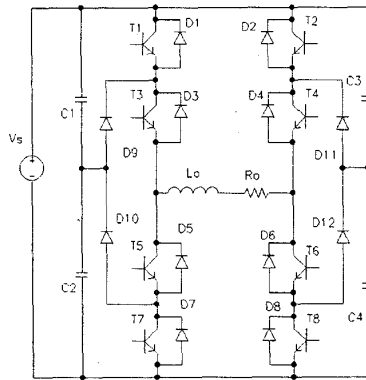 T1
D1
D2
T2
C1
T3
D3
D4
T4
C3
Vs
D9
Lo
Ro
D11
D10
D5
D6
D12
C2
T5
T6
D7
D8
C4
T7
T8